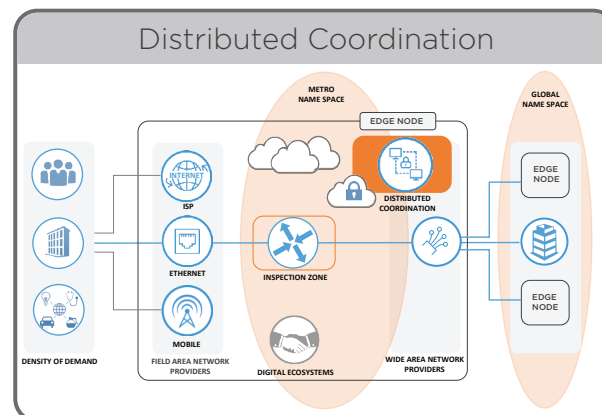 Distributed Coordination
METRO
NAME SPACE
GLOBAL
NAME SPACE
EDGE NODE
INTERNET
ISP
DISTRIBUTED
COORDINATION
EDGE
NODE
ETHERNET
INSPECTION ZONE
MOBILE
EDGE
NODE
DENSITY OF DEMAND
FIELD AREA NETWORK
PROVIDERS
DIGITAL ECOSYSTEMS
WIDE AREA NETWORK
PROVIDERS